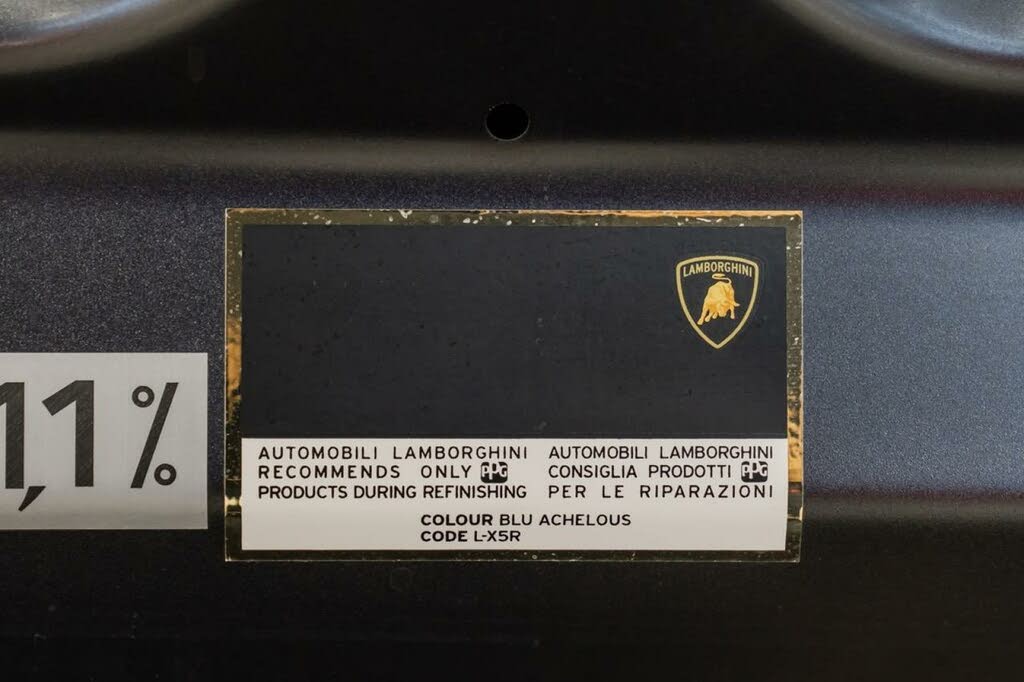 LAMBORGHINI
1,1%
AUTOMOBILI LAMBORGHINI
RECOMMENDS ONLY PPG
PRODUCTS DURING REFINISHING
AUTOMOBILI LAMBORGHINI
CONSIGLIA PRODOTTI PPG
PER LE RIPARAZIONI
COLOUR BLU ACHELOUS
CODE L-X5R